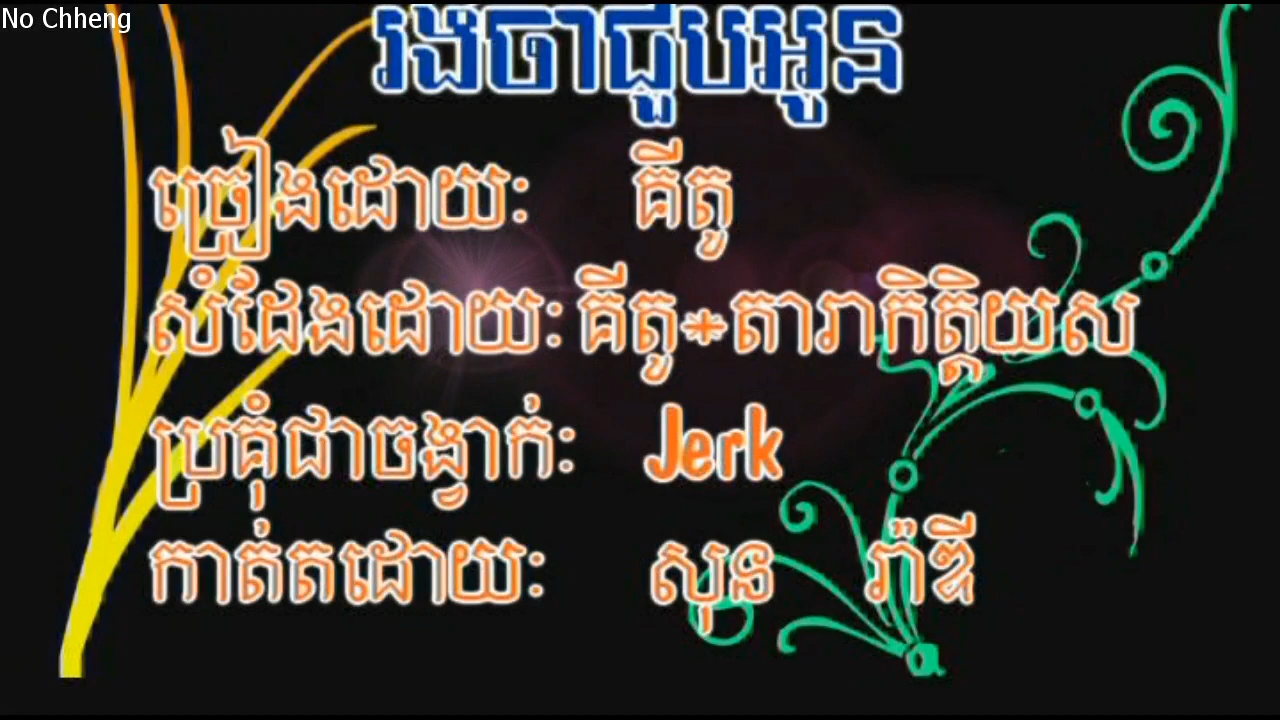 No Chheng
រង់ចាជួបអូន
ច្រៀងដោយៈ គីតូ
សំដែងដោយៈ គីតូ*តារាកិត្តិយស
ប្រគុំជាចង្វាក់ៈ Jerk
កាត់តដោយៈ សុន រ៉ាឌី